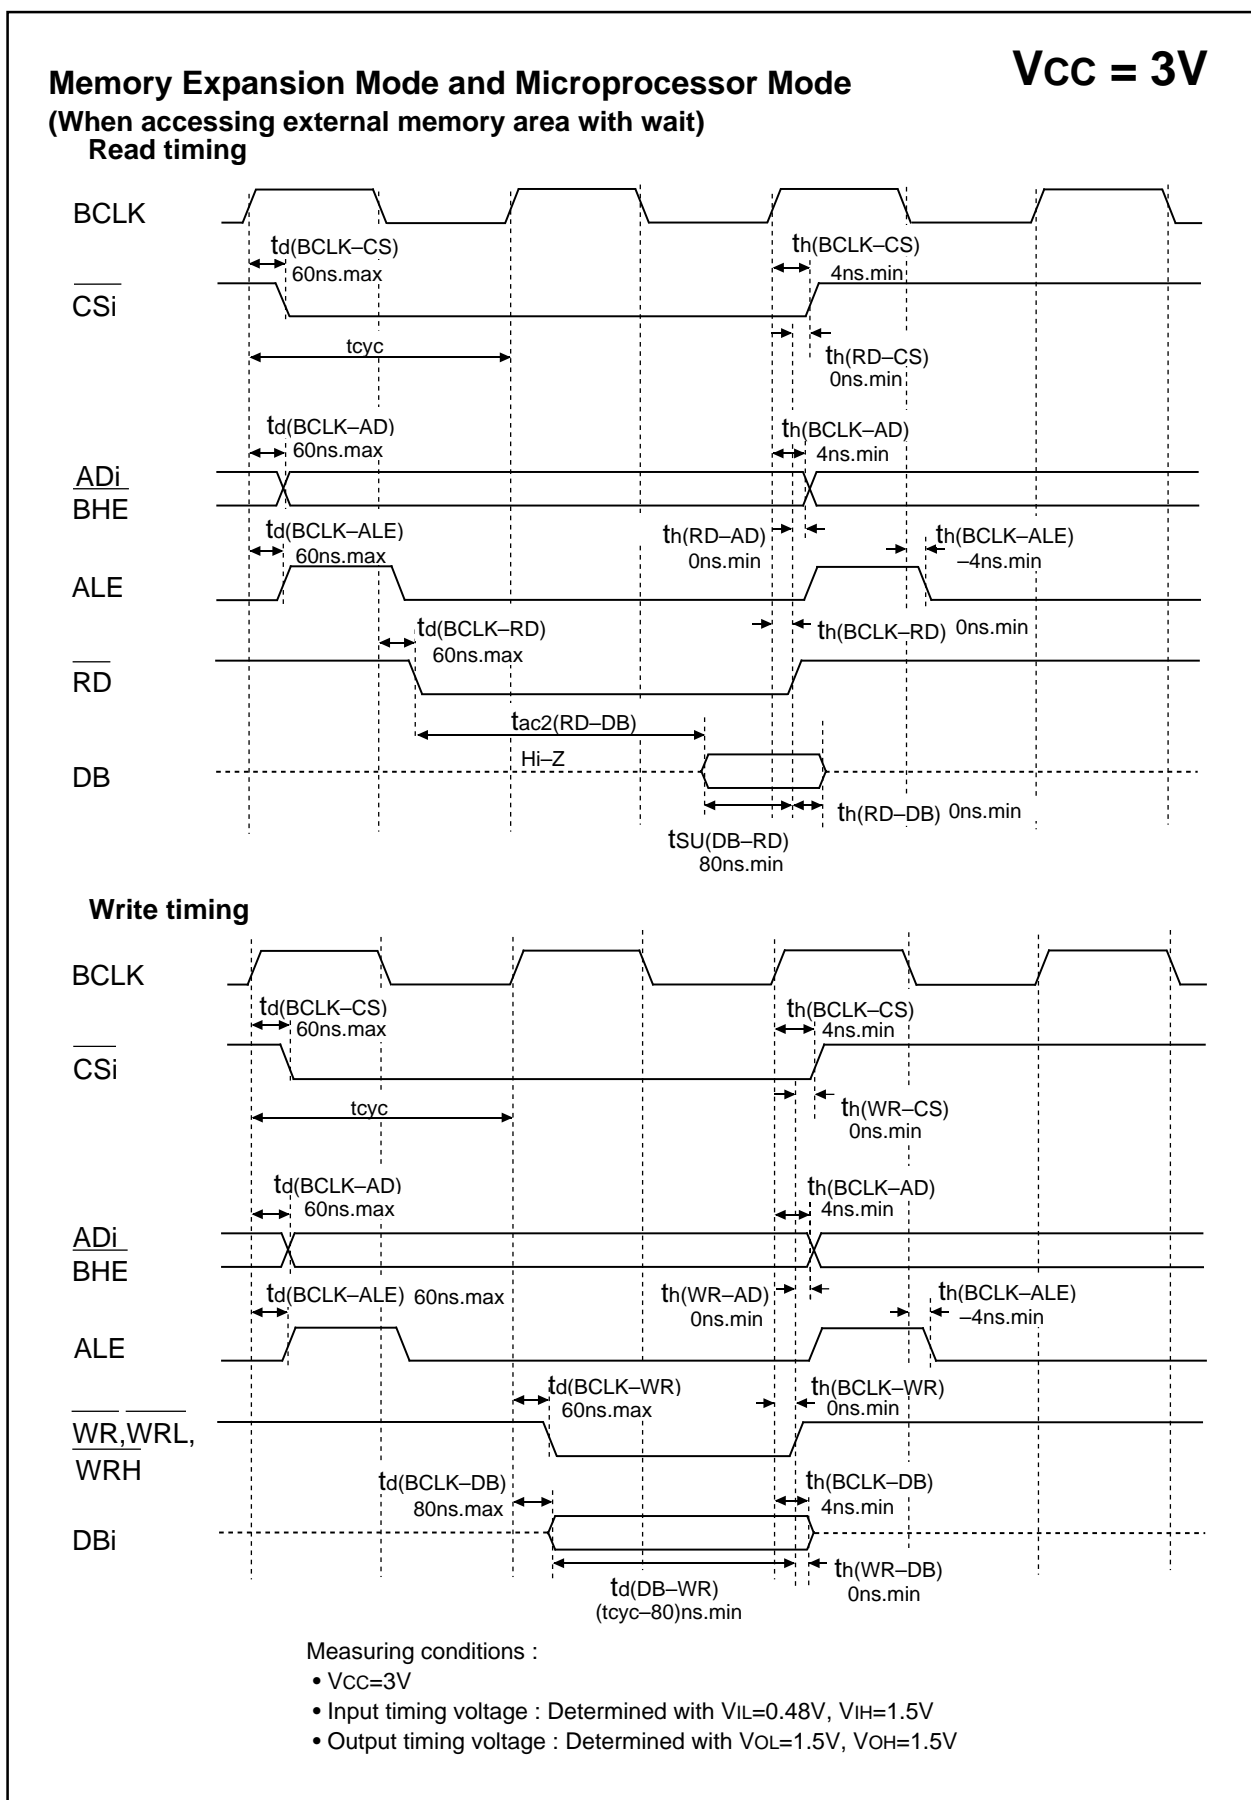 VCC = 3V
Memory Expansion Mode and Microprocessor Mode
(When accessing external memory area with wait)
Read timing
BCLK
td(BCLK–CS)
60ns.max
th(BCLK–CS)
4ns.min
CSi
tcyc
th(RD–CS)
0ns.min
td(BCLK–AD)
60ns.max
th(BCLK–AD)
4ns.min
ADi
BHE
td(BCLK–ALE)
60ns.max
th(RD–AD)
0ns.min
th(BCLK–ALE)
–4ns.min
ALE
td(BCLK–RD)
60ns.max
th(BCLK–RD) 0ns.min
RD
tac2(RD–DB)
Hi–Z
DB
th(RD–DB) 0ns.min
tSU(DB–RD)
80ns.min
Write timing
BCLK
td(BCLK–CS)
60ns.max
th(BCLK–CS)
4ns.min
CSi
tcyc
th(WR–CS)
0ns.min
td(BCLK–AD)
60ns.max
th(BCLK–AD)
4ns.min
ADi
BHE
td(BCLK–ALE) 60ns.max
th(WR–AD)
0ns.min
th(BCLK–ALE)
–4ns.min
ALE
td(BCLK–WR)
60ns.max
th(BCLK–WR)
0ns.min
WR,WRL,
WRH
td(BCLK–DB)
80ns.max
th(BCLK–DB)
4ns.min
DBi
td(DB–WR)
(tcyc–80)ns.min
th(WR–DB)
0ns.min
Measuring conditions :
• VCC=3V
• Input timing voltage : Determined with VIL=0.48V, VIH=1.5V
• Output timing voltage : Determined with VOL=1.5V, VOH=1.5V